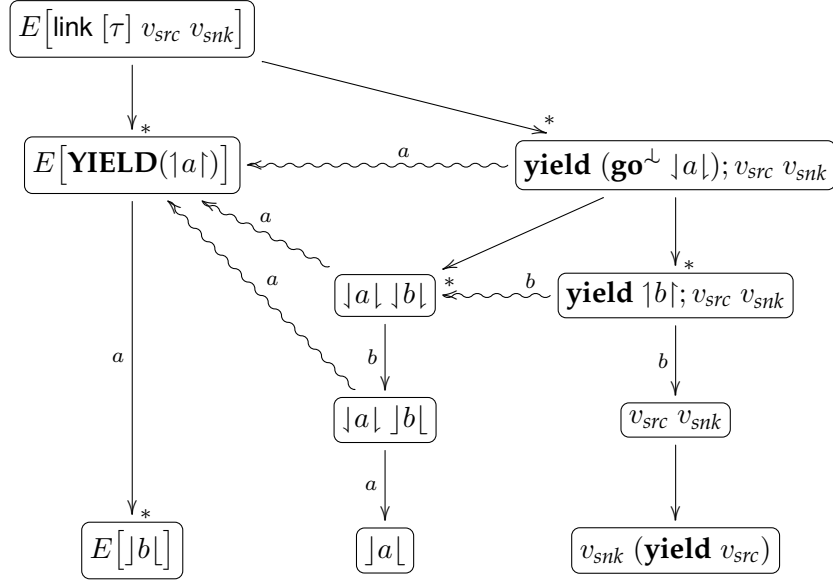 E[link [τ] v_src v_snk]
*
*
E[YIELD(↿a↾)]
a
yield (go^⫝̸ ⇃a⇂); v_src v_snk
a
a
⇃a⇂ ⇃b⇂
*
b
*
yield ↿b↾; v_src v_snk
a
b
b
⇃a⇂ ⌋b⌊
v_src v_snk
a
*
E[⌋b⌊]
⌋a⌊
v_snk (yield v_src)